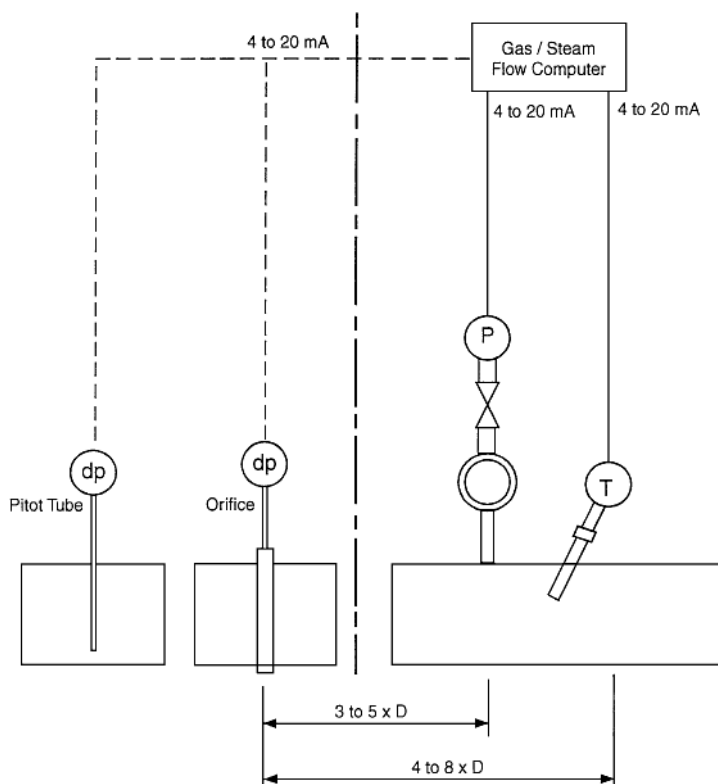 4 to 20 mA
Gas / Steam
Flow Computer
4 to 20 mA
4 to 20 mA
P
dp
dp
T
Pitot Tube
Orifice
3 to 5 x D
4 to 8 x D